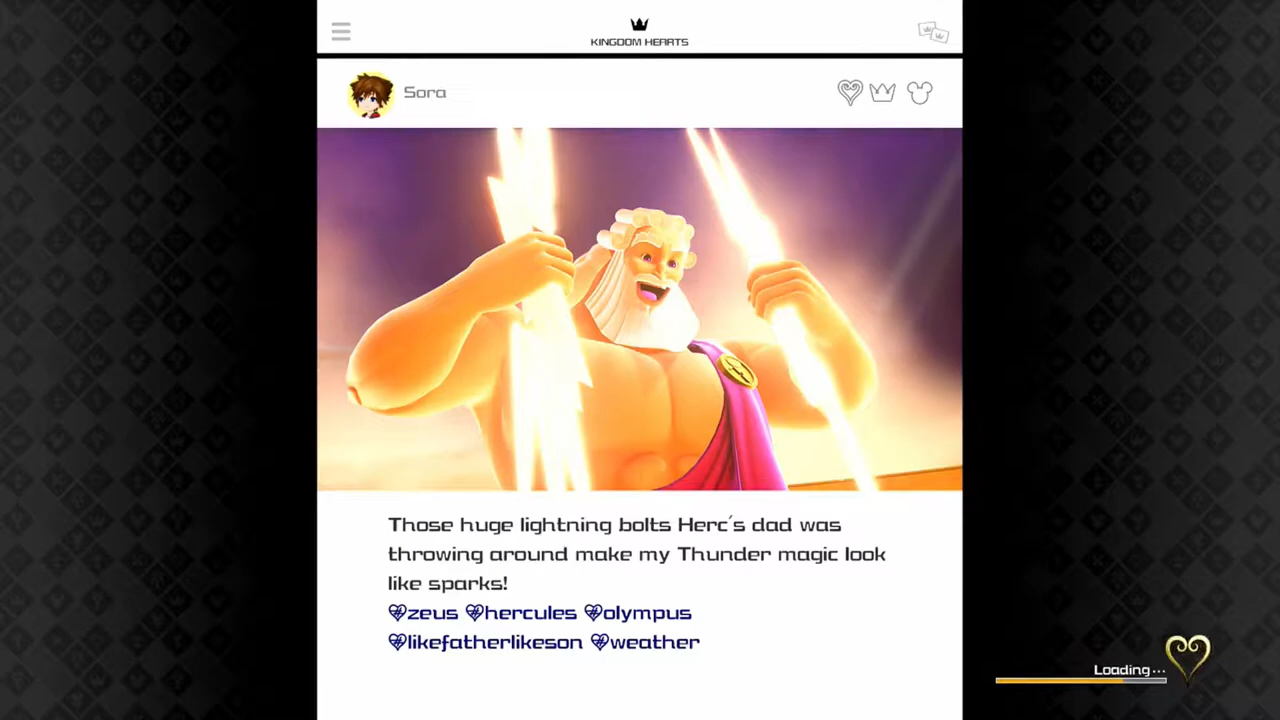 KINGDOM HEARTS
Sora
Those huge lightning bolts Herc's dad was
throwing around make my Thunder magic look
like sparks!
#zeus #hercules #olympus
#likefatherlikeson #weather
Loading...